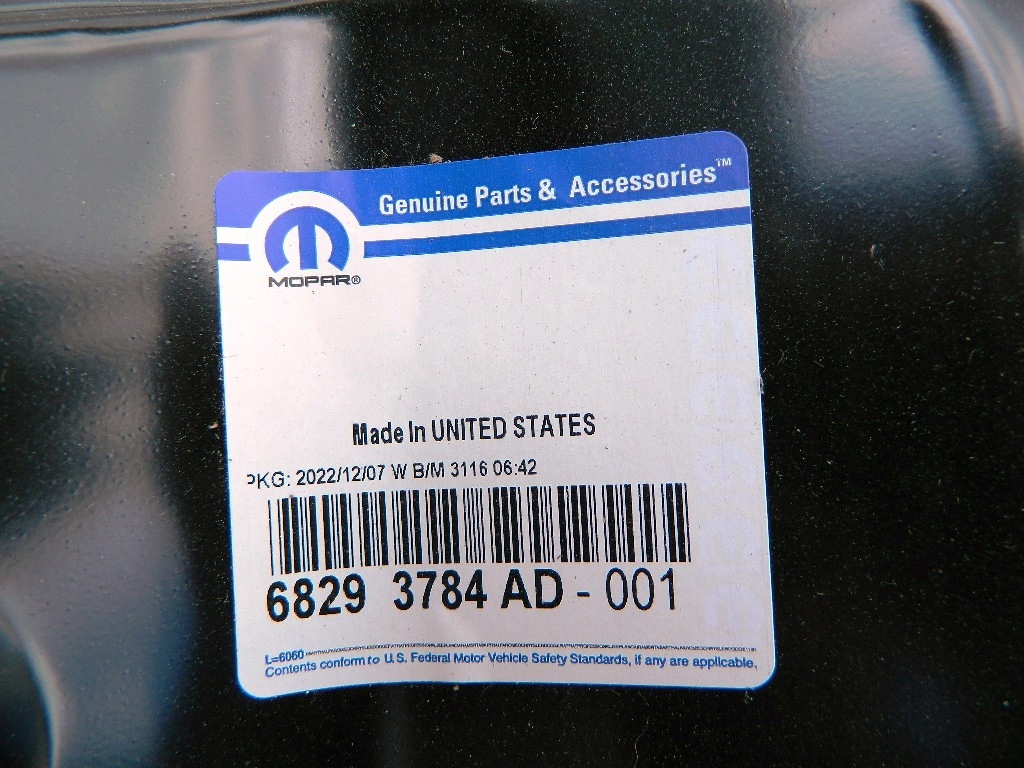 Genuine Parts & Accessories™
MOPAR®
Made In UNITED STATES
PKG: 2022/12/07 W B/M 3116 06:42
6829 3784 AD - 001
L=6060
Contents conform to U.S. Federal Motor Vehicle Safety Standards, if any are applicable.